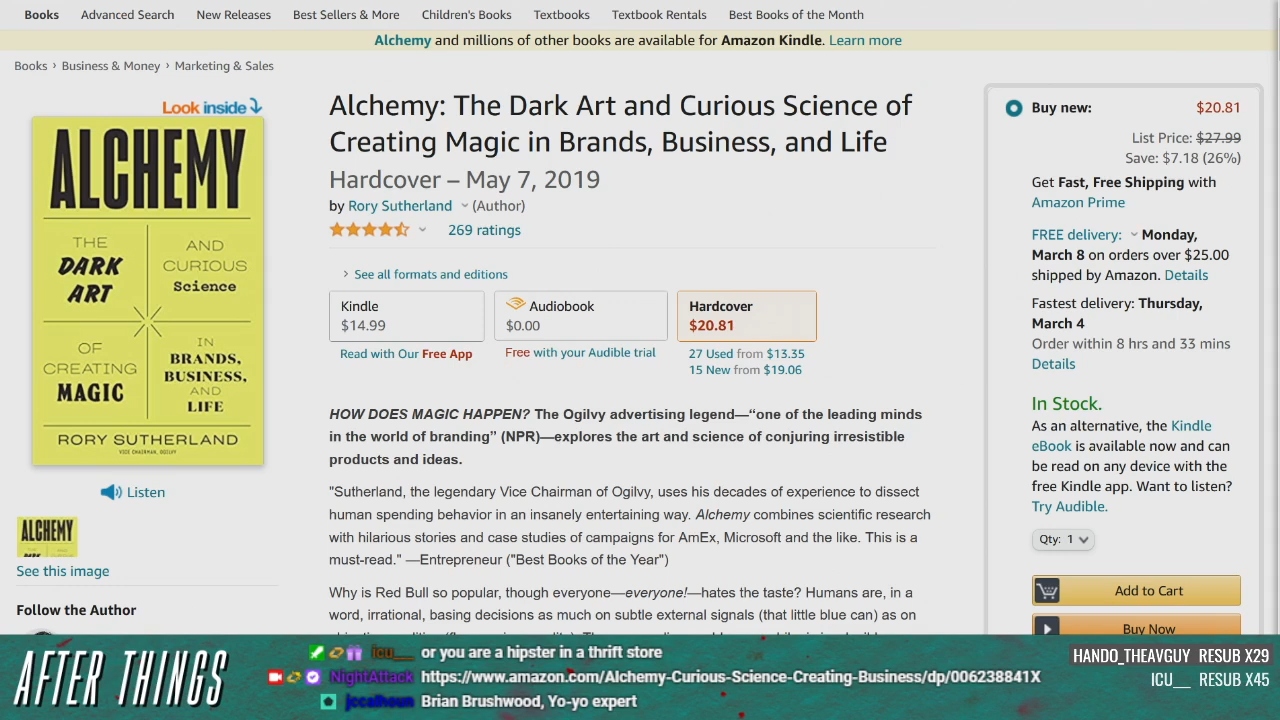 Books
Advanced Search
New Releases
Best Sellers & More
Children's Books
Textbooks
Textbook Rentals
Best Books of the Month
Alchemy and millions of other books are available for Amazon Kindle. Learn more
Books › Business & Money › Marketing & Sales
Look inside
ALCHEMY
THE
DARK
ART
AND
CURIOUS
Science
OF
CREATING
MAGIC
IN
BRANDS,
BUSINESS,
AND
LIFE
RORY SUTHERLAND
VICE CHAIRMAN, OGILVY
Listen
ALCHEMY
See this image
Follow the Author
Alchemy: The Dark Art and Curious Science of
Creating Magic in Brands, Business, and Life
Hardcover – May 7, 2019
by Rory Sutherland (Author)
269 ratings
› See all formats and editions
Kindle
$14.99
Read with Our Free App
Audiobook
$0.00
Free with your Audible trial
Hardcover
$20.81
27 Used from $13.35
15 New from $19.06
HOW DOES MAGIC HAPPEN? The Ogilvy advertising legend—“one of the leading minds
in the world of branding” (NPR)—explores the art and science of conjuring irresistible
products and ideas.
"Sutherland, the legendary Vice Chairman of Ogilvy, uses his decades of experience to dissect
human spending behavior in an insanely entertaining way. Alchemy combines scientific research
with hilarious stories and case studies of campaigns for AmEx, Microsoft and the like. This is a
must-read." —Entrepreneur ("Best Books of the Year")
Why is Red Bull so popular, though everyone—everyone!—hates the taste? Humans are, in a
word, irrational, basing decisions as much on subtle external signals (that little blue can) as on
Buy new:
$20.81
List Price: $27.99
Save: $7.18 (26%)
Get Fast, Free Shipping with
Amazon Prime
FREE delivery: Monday,
March 8 on orders over $25.00
shipped by Amazon. Details
Fastest delivery: Thursday,
March 4
Order within 8 hrs and 33 mins
Details
In Stock.
As an alternative, the Kindle
eBook is available now and can
be read on any device with the
free Kindle app. Want to listen?
Try Audible.
Qty: 1
Add to Cart
Buy Now
AFTER THINGS
icu__ or you are a hipster in a thrift store
NightAttack https://www.amazon.com/Alchemy-Curious-Science-Creating-Business/dp/006238841X
jccalhoun Brian Brushwood, Yo-yo expert
HANDO_THEAVGUY RESUB X29
ICU__ RESUB X45